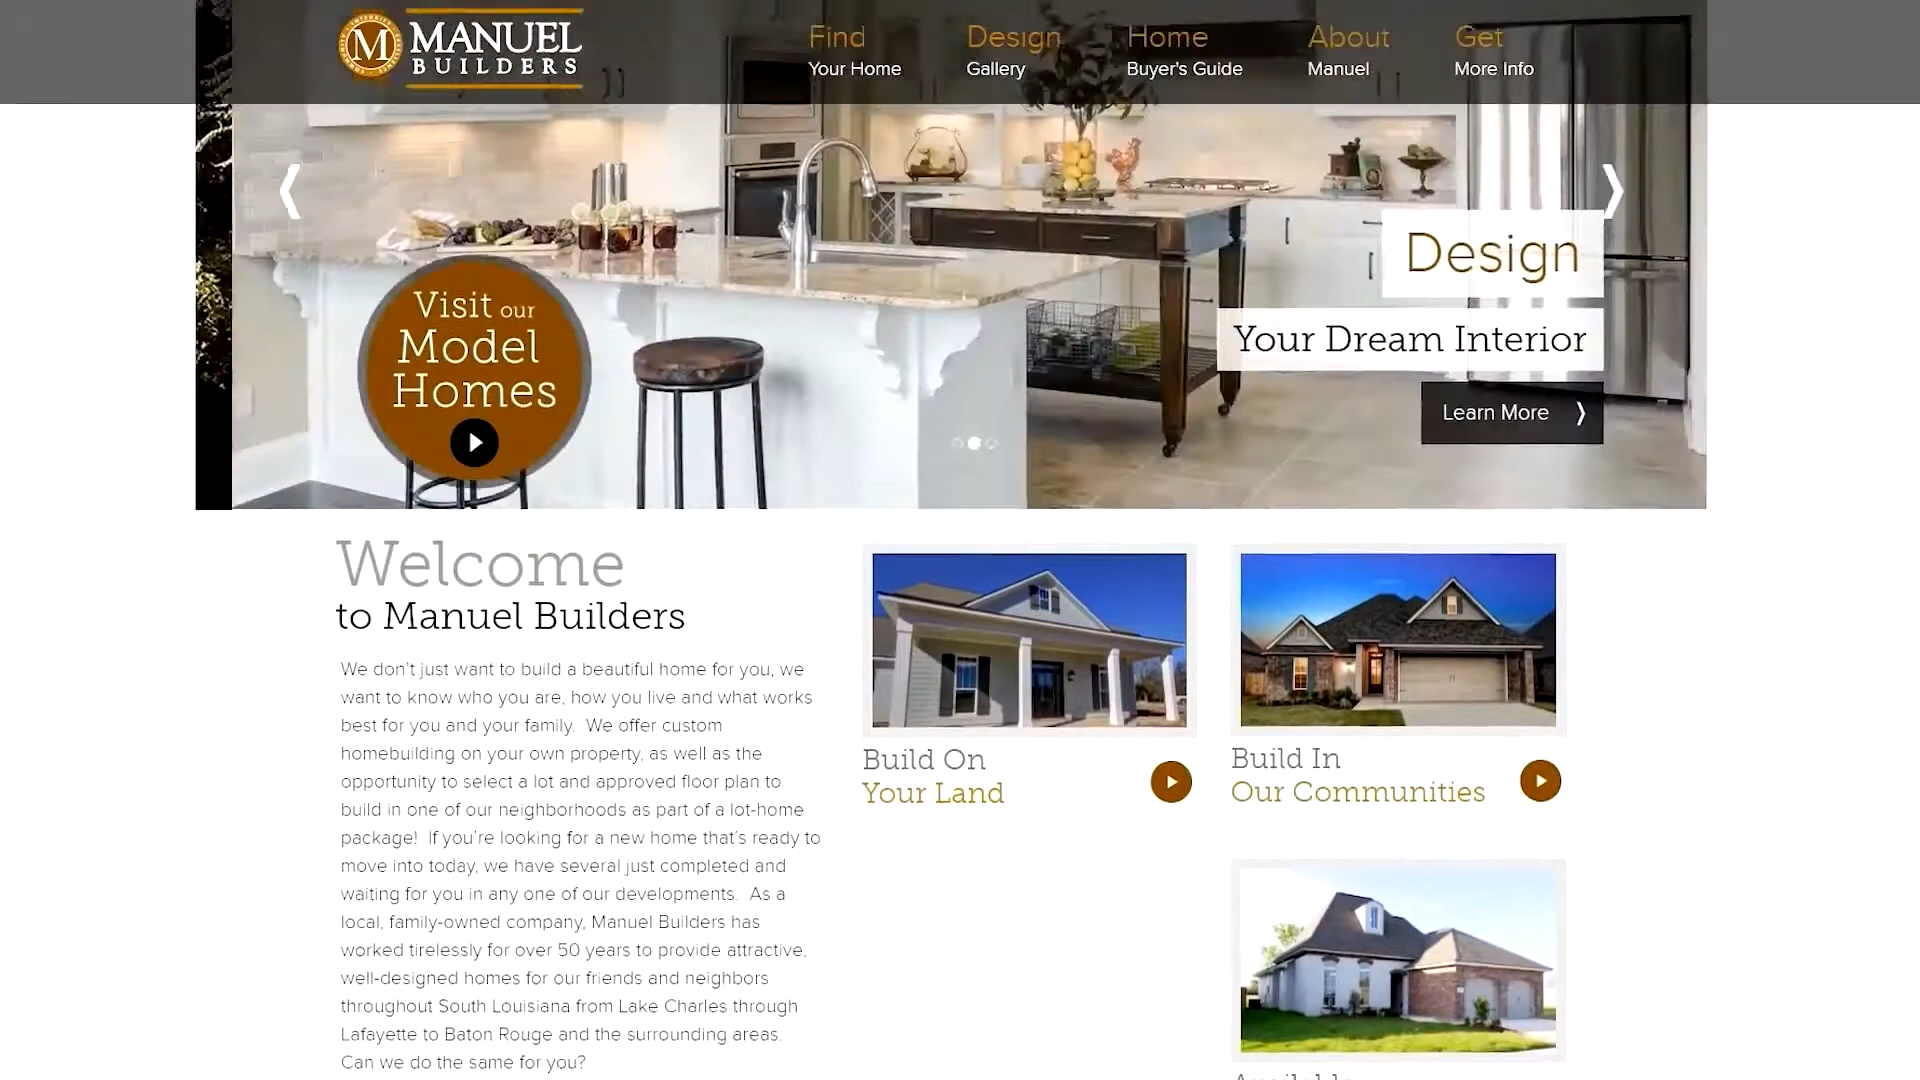 MANUEL
BUILDERS
Find
Your Home
Design
Gallery
Home
Buyer's Guide
About
Manuel
Get
More Info
Visit our
Model
Homes
Design
Your Dream Interior
Learn More
Welcome
to Manuel Builders
We don't just want to build a beautiful home for you, we
want to know who you are, how you live and what works
best for you and your family. We offer custom
homebuilding on your own property, as well as the
opportunity to select a lot and approved floor plan to
build in one of our neighborhoods as part of a lot-home
package! If you're looking for a new home that's ready to
move into today, we have several just completed and
waiting for you in any one of our developments. As a
local, family-owned company, Manuel Builders has
worked tirelessly for over 50 years to provide attractive,
well-designed homes for our friends and neighbors
throughout South Louisiana from Lake Charles through
Lafayette to Baton Rouge and the surrounding areas.
Can we do the same for you?
Build On
Your Land
Build In
Our Communities